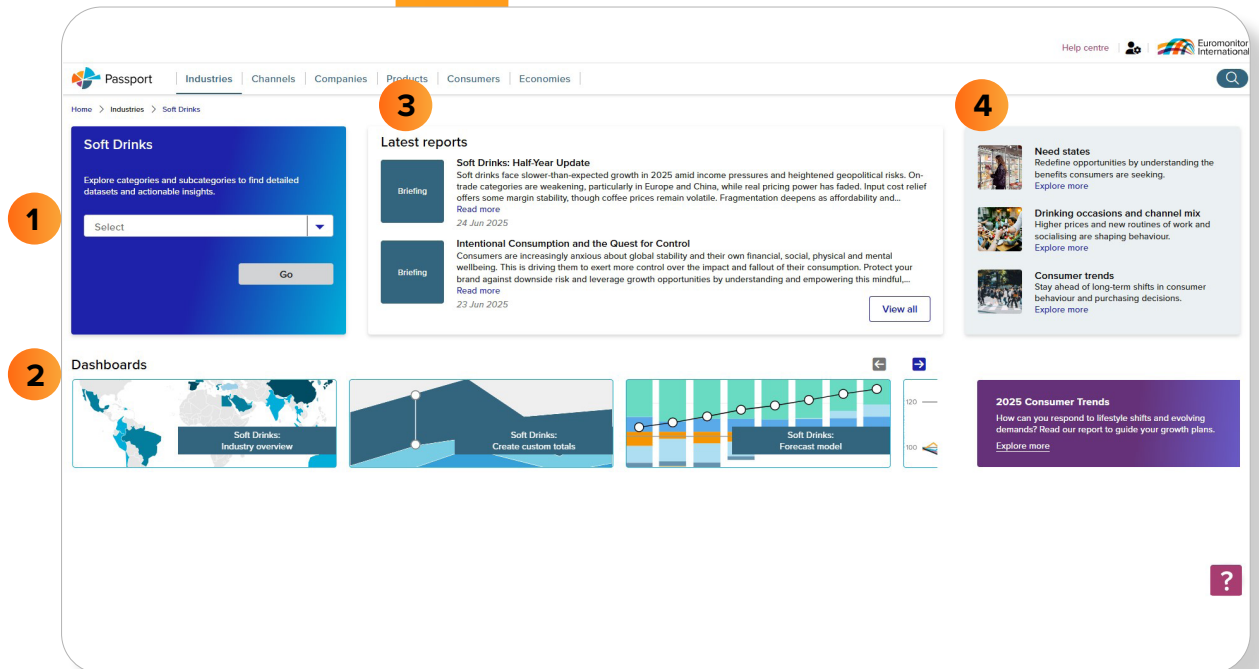 Help centre
Euromonitor
International
Passport
Industries
Channels
Companies
Products
Consumers
Economies
Home > Industries > Soft Drinks
1
Soft Drinks
Explore categories and subcategories to find detailed
datasets and actionable insights.
Select
Go
3
Latest reports
Briefing
Soft Drinks: Half-Year Update
Soft drinks face slower-than-expected growth in 2025 amid income pressures and heightened geopolitical risks. On-
trade categories are weakening, particularly in Europe and China, while real pricing power has faded. Input cost relief
offers some margin stability, though coffee prices remain volatile. Fragmentation deepens as affordability and...
Read more
24 Jun 2025
Briefing
Intentional Consumption and the Quest for Control
Consumers are increasingly anxious about global stability and their own financial, social, physical and mental
wellbeing. This is driving them to exert more control over the impact and fallout of their consumption. Protect your
brand against downside risk and leverage growth opportunities by understanding and empowering this mindful,...
Read more
23 Jun 2025
View all
4
Need states
Redefine opportunities by understanding the
benefits consumers are seeking.
Explore more
Drinking occasions and channel mix
Higher prices and new routines of work and
socialising are shaping behaviour.
Explore more
Consumer trends
Stay ahead of long-term shifts in consumer
behaviour and purchasing decisions.
Explore more
2
Dashboards
Soft Drinks:
Industry overview
Soft Drinks:
Create custom totals
Soft Drinks:
Forecast model
120
100
2025 Consumer Trends
How can you respond to lifestyle shifts and evolving
demands? Read our report to guide your growth plans.
Explore more
?